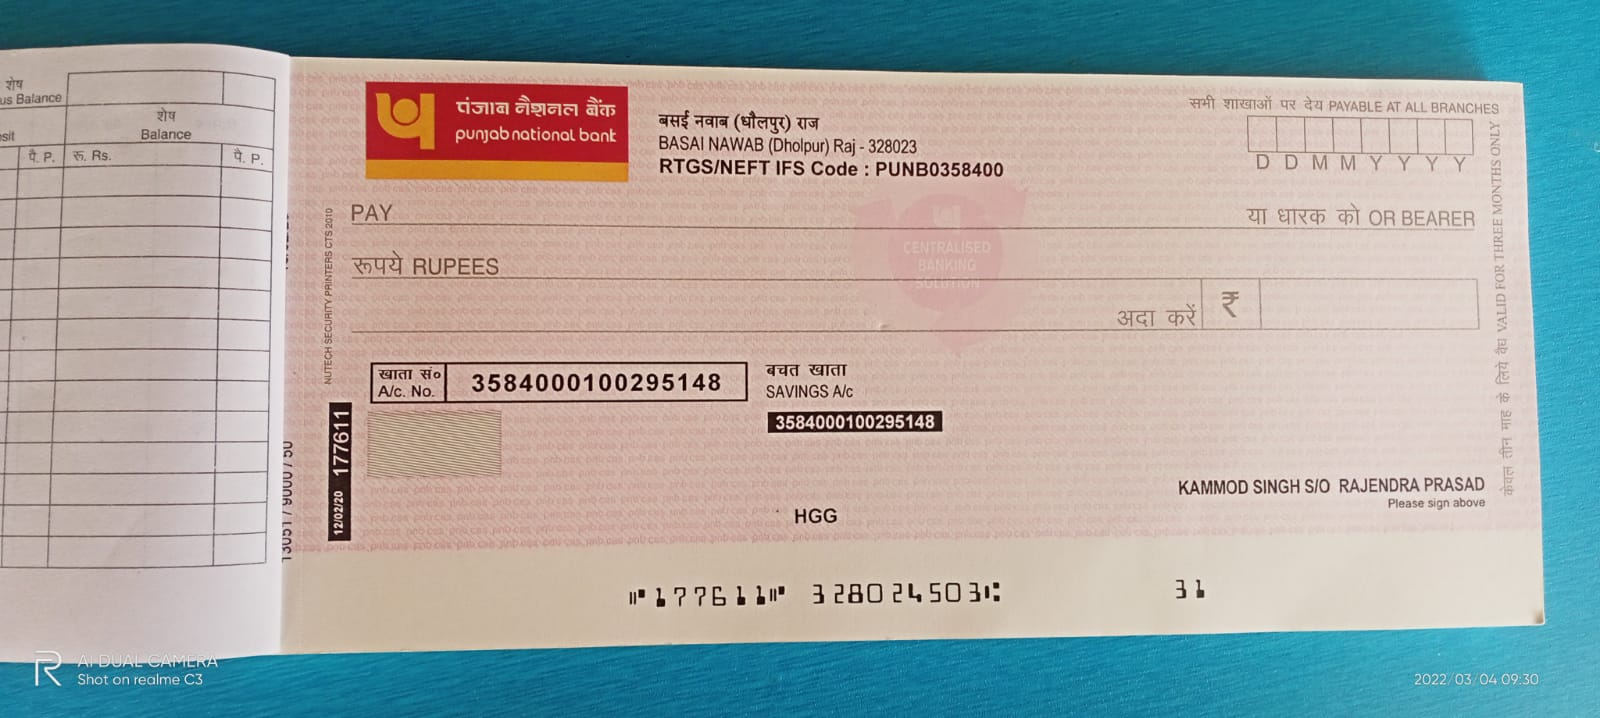 शेष
us Balance
शेष
Balance
sit
पै. P.
रू. Rs.
पै. P.
पंजाब नैशनल बैंक
punjab national bank
बसई नवाब (धौलपुर) राज
BASAI NAWAB (Dholpur) Raj - 328023
RTGS/NEFT IFS Code : PUNB0358400
सभी शाखाओं पर देय PAYABLE AT ALL BRANCHES
D D M M Y Y Y Y
PAY
या धारक को OR BEARER
CENTRALISED
BANKING
SOLUTION
रूपये RUPEES
अदा करें ₹
खाता सं०
A/c. No.
3584000100295148
बचत खाता
SAVINGS A/c
3584000100295148
NUTECH SECURITY PRINTERS CTS 2010
12/02/20 177611
केवल तीन माह के लिये वैध VALID FOR THREE MONTHS ONLY
KAMMOD SINGH S/O RAJENDRA PRASAD
Please sign above
HGG
⑈177611⑈ 328024503⑆ 31
AI DUAL CAMERA
Shot on realme C3
2022/03/04 09:30